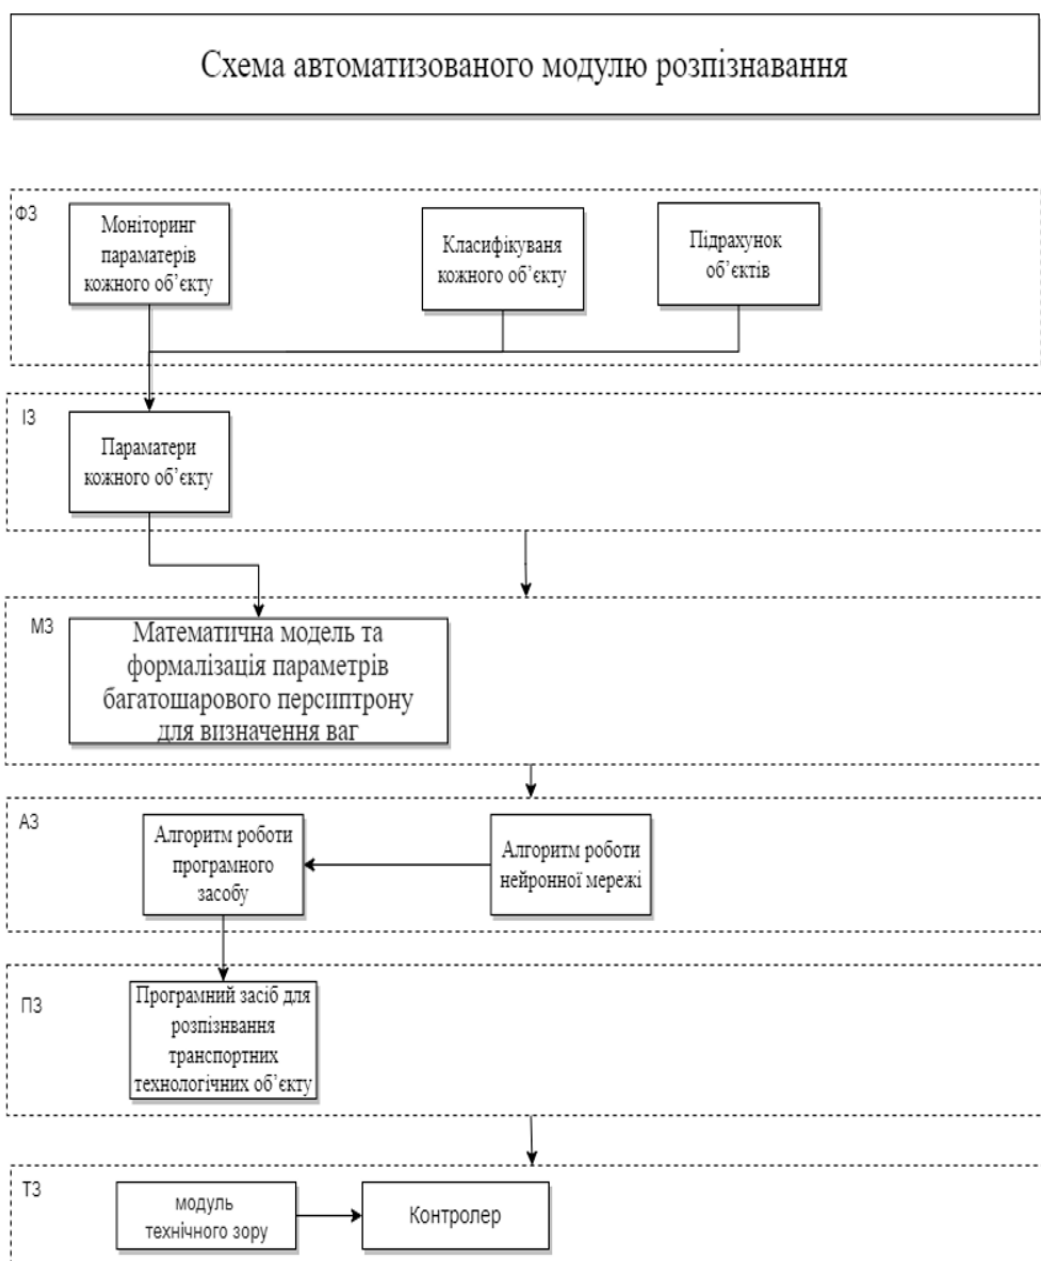 Схема автоматизованого модулю розпізнавання
ФЗ
Моніторинг
параматерів
кожного об’єкту
Класифікуваня
кожного об’єкту
Підрахунок
об’єктів
ІЗ
Параматери
кожного об’єкту
МЗ
Математична модель та
формалізація параметрів
багатошарового персиптрону
для визначення ваг
АЗ
Алгоритм роботи
програмного
засобу
Алгоритм роботи
нейронної мережі
ПЗ
Програмний засіб для
розпізнвання
транспортних
технологічних об’єкту
ТЗ
модуль
технічного зору
Контролер